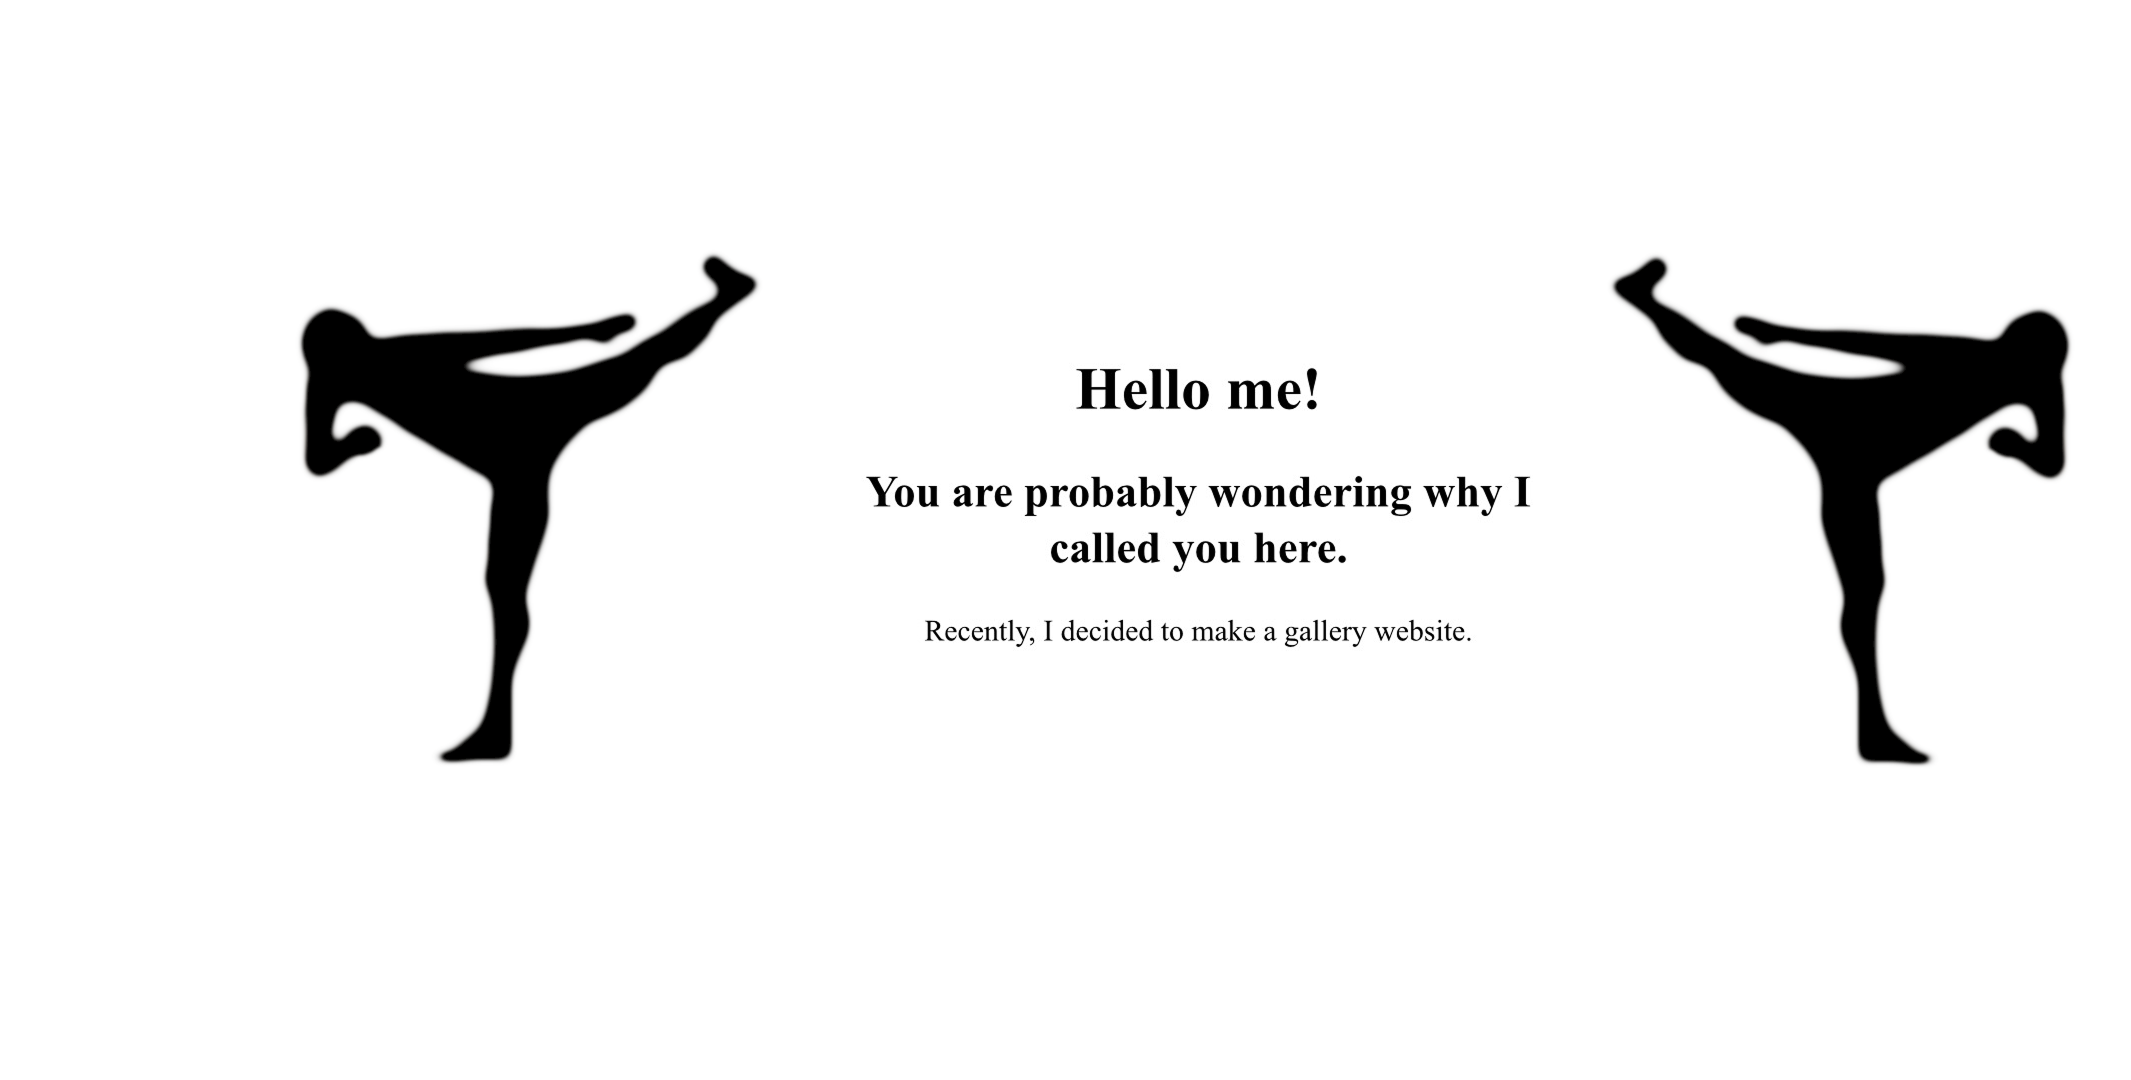 Hello me!
You are probably wondering why I
called you here.
Recently, I decided to make a gallery website.